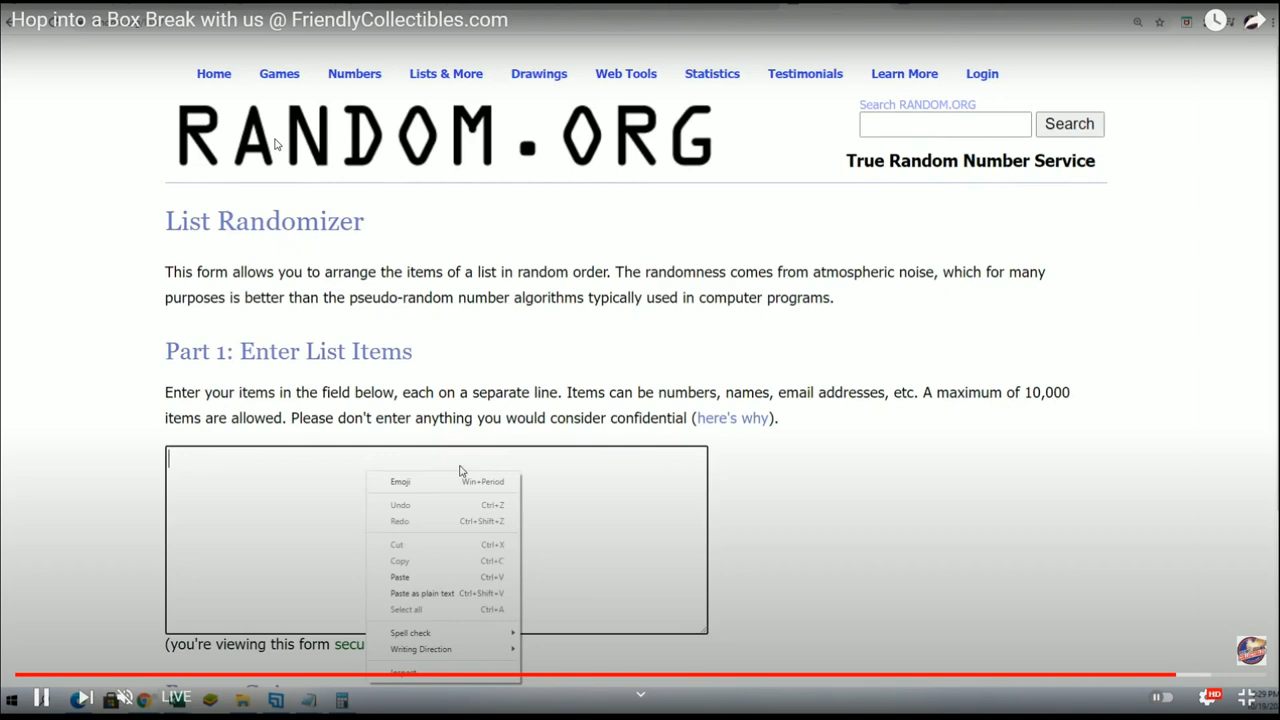 Hop into a Box Break with us @ FriendlyCollectibles.com
Home Games Numbers Lists & More Drawings Web Tools Statistics Testimonials Learn More Login
RANDOM.ORG
Search RANDOM.ORG
Search
True Random Number Service
List Randomizer
This form allows you to arrange the items of a list in random order. The randomness comes from atmospheric noise, which for many
purposes is better than the pseudo-random number algorithms typically used in computer programs.
Part 1: Enter List Items
Enter your items in the field below, each on a separate line. Items can be numbers, names, email addresses, etc. A maximum of 10,000
items are allowed. Please don't enter anything you would consider confidential (here's why).
Emoji Win+Period
Undo Ctrl+Z
Redo Ctrl+Shift+Z
Cut Ctrl+X
Copy Ctrl+C
Paste Ctrl+V
Paste as plain text Ctrl+Shift+V
Select all Ctrl+A
Spell check
(you're viewing this form secu
Writing Direction
Inspect
LIVE
HD
:29 PM